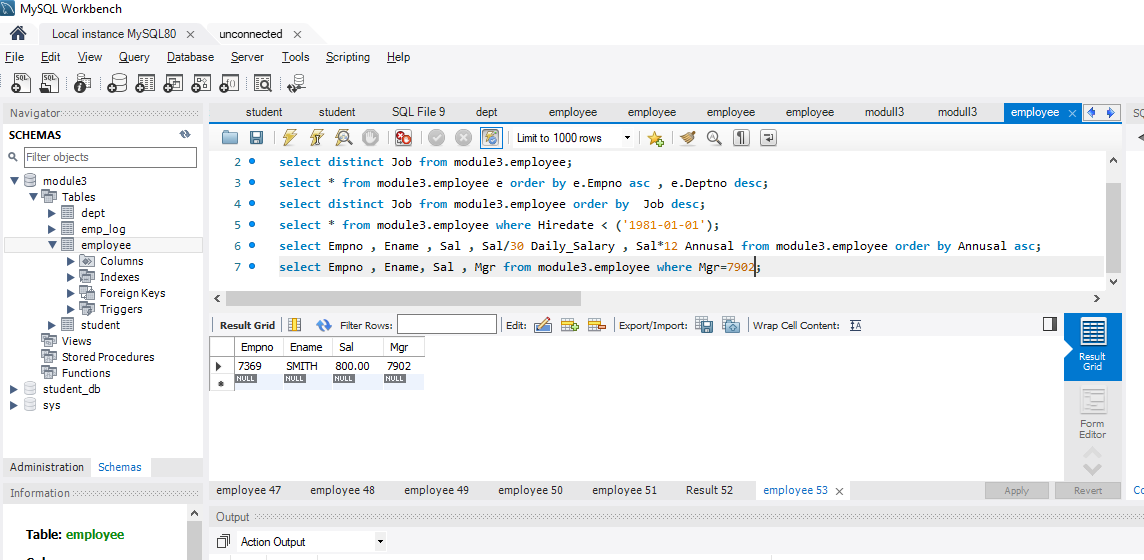 MySQL Workbench
Local instance MySQL80 × unconnected ×
File Edit View Query Database Server Tools Scripting Help
Navigator
SCHEMAS
Filter objects
module3
Tables
dept
emp_log
employee
Columns
Indexes
Foreign Keys
Triggers
student
Views
Stored Procedures
Functions
student_db
sys
Administration Schemas
Information
Table: employee
student student SQL File 9 dept employee employee employee employee modull3 modull3 employee ×
Limit to 1000 rows
2 select distinct Job from module3.employee;
3 select * from module3.employee e order by e.Empno asc , e.Deptno desc;
4 select distinct Job from module3.employee order by  Job desc;
5 select * from module3.employee where Hiredate < ('1981-01-01');
6 select Empno , Ename , Sal , Sal/30 Daily_Salary , Sal*12 Annusal from module3.employee order by Annusal asc;
7 select Empno , Ename, Sal , Mgr from module3.employee where Mgr=7902;
Result Grid Filter Rows: Edit: Export/Import: Wrap Cell Content: IA
Empno Ename Sal Mgr
7369 SMITH 800.00 7902
NULL NULL NULL NULL
Result Grid
Form Editor
employee 47 employee 48 employee 49 employee 50 employee 51 Result 52 employee 53 × Apply Revert
Output
Action Output